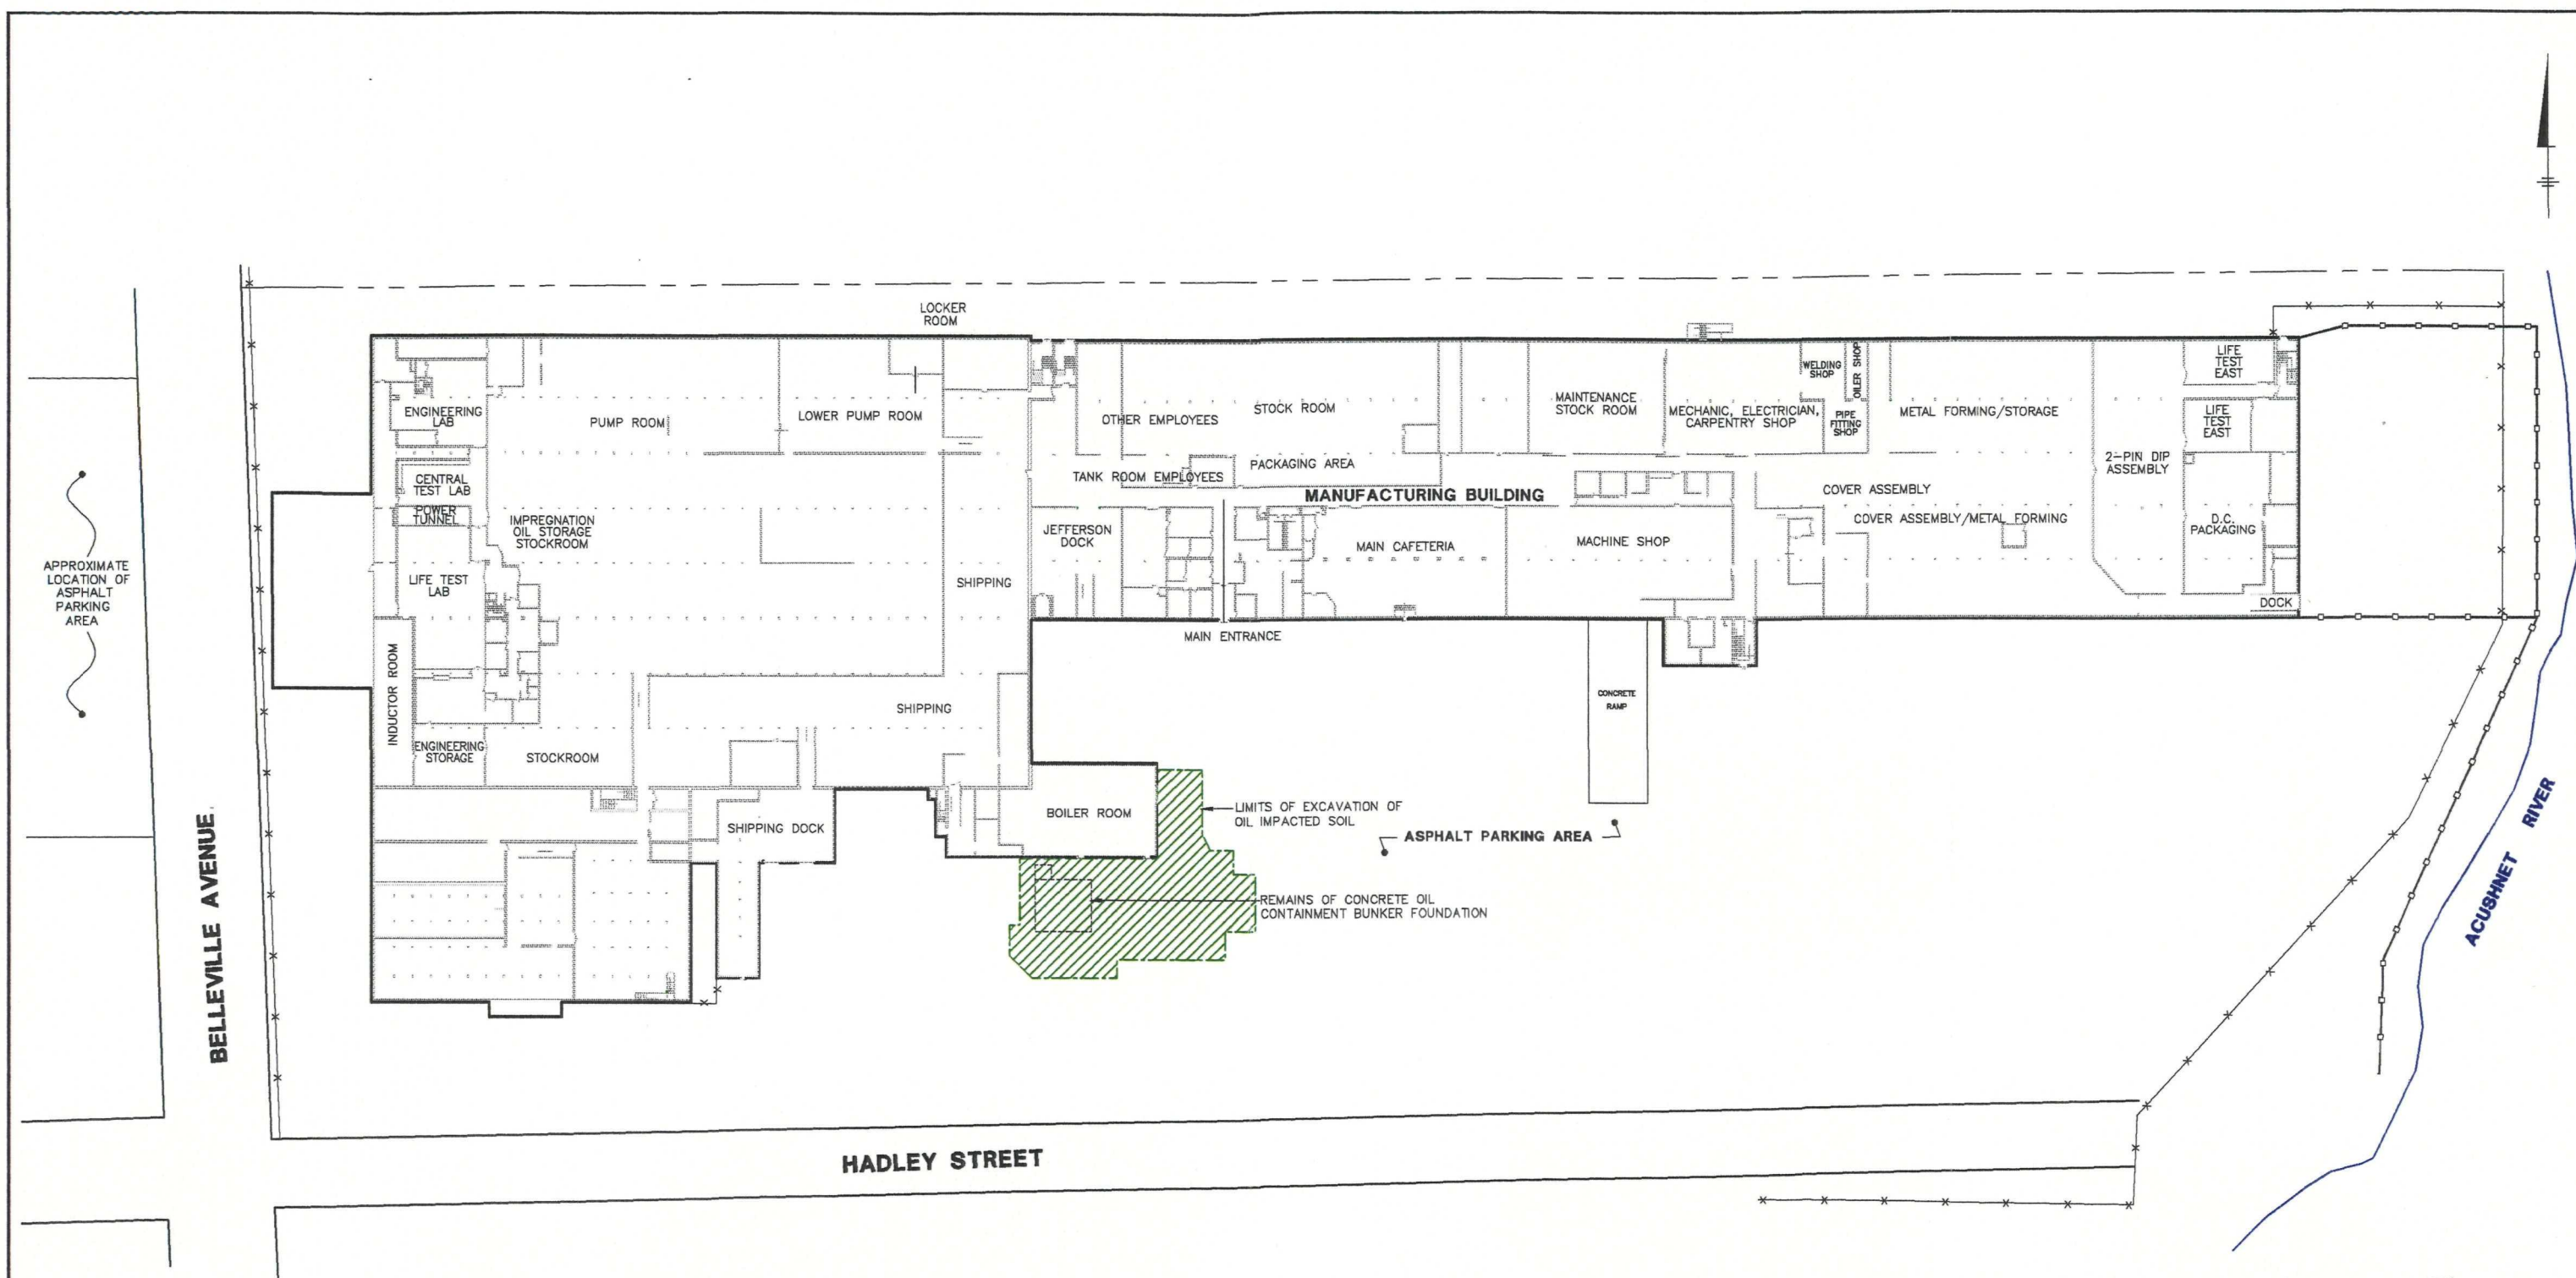 LOCKER
ROOM
ENGINEERING
LAB
PUMP ROOM
LOWER PUMP ROOM
OTHER EMPLOYEES
STOCK ROOM
MAINTENANCE
STOCK ROOM
MECHANIC, ELECTRICIAN,
CARPENTRY SHOP
WELDING
SHOP
OILER SHOP
PIPE
FITTING
SHOP
METAL FORMING/STORAGE
LIFE
TEST
EAST
LIFE
TEST
EAST
2-PIN DIP
ASSEMBLY
CENTRAL
TEST LAB
POWER
TUNNEL
IMPREGNATION
OIL STORAGE
STOCKROOM
TANK ROOM EMPLOYEES
PACKAGING AREA
MANUFACTURING BUILDING
COVER ASSEMBLY
COVER ASSEMBLY/METAL FORMING
D.C.
PACKAGING
JEFFERSON
DOCK
MAIN CAFETERIA
MACHINE SHOP
APPROXIMATE
LOCATION OF
ASPHALT
PARKING
AREA
LIFE TEST
LAB
SHIPPING
DOCK
MAIN ENTRANCE
INDUCTOR ROOM
SHIPPING
CONCRETE
RAMP
ENGINEERING
STORAGE
STOCKROOM
BOILER ROOM
SHIPPING DOCK
LIMITS OF EXCAVATION OF
OIL IMPACTED SOIL
ASPHALT PARKING AREA
REMAINS OF CONCRETE OIL
CONTAINMENT BUNKER FOUNDATION
BELLEVILLE AVENUE
ACUSHNET RIVER
HADLEY STREET